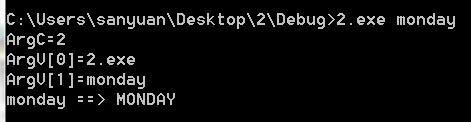 C:\Users\sanyuan\Desktop\2\Debug>2.exe monday
ArgC=2
ArgV[0]=2.exe
ArgV[1]=monday
monday ==> MONDAY